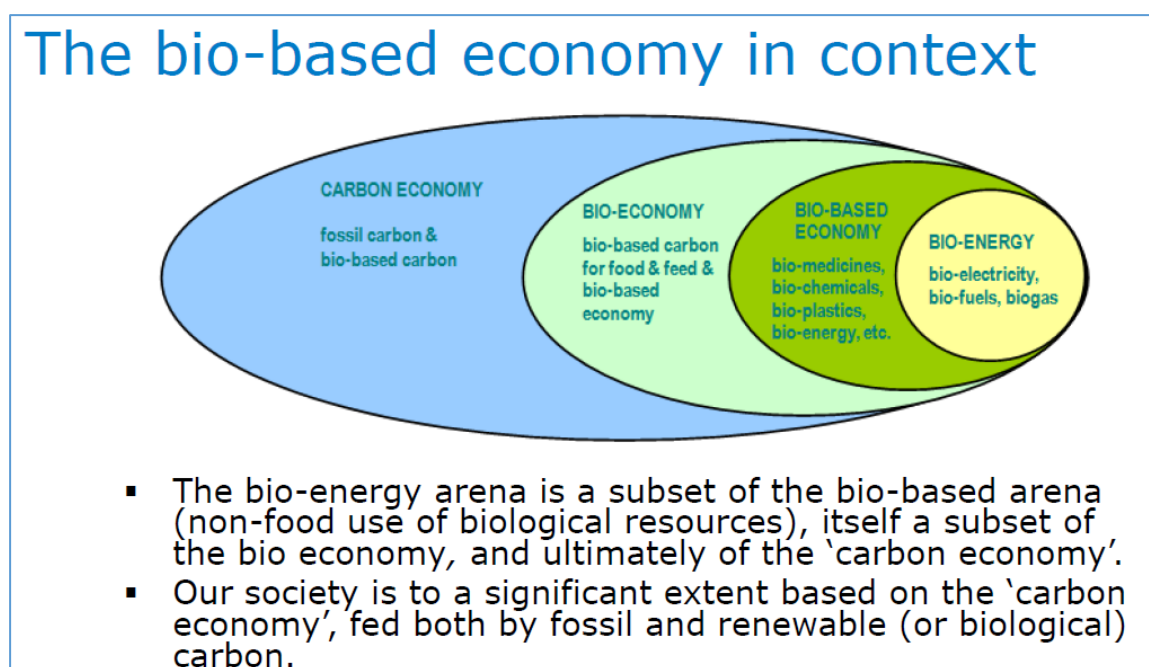 The bio-based economy in context
CARBON ECONOMY
fossil carbon &
bio-based carbon
BIO-ECONOMY
bio-based carbon
for food & feed &
bio-based
economy
BIO-BASED
ECONOMY
bio-medicines,
bio-chemicals,
bio-plastics,
bio-energy, etc.
BIO-ENERGY
bio-electricity,
bio-fuels, biogas
▪ The bio-energy arena is a subset of the bio-based arena
(non-food use of biological resources), itself a subset of
the bio economy, and ultimately of the ‘carbon economy’.
▪ Our society is to a significant extent based on the ‘carbon
economy’, fed both by fossil and renewable (or biological)
carbon.